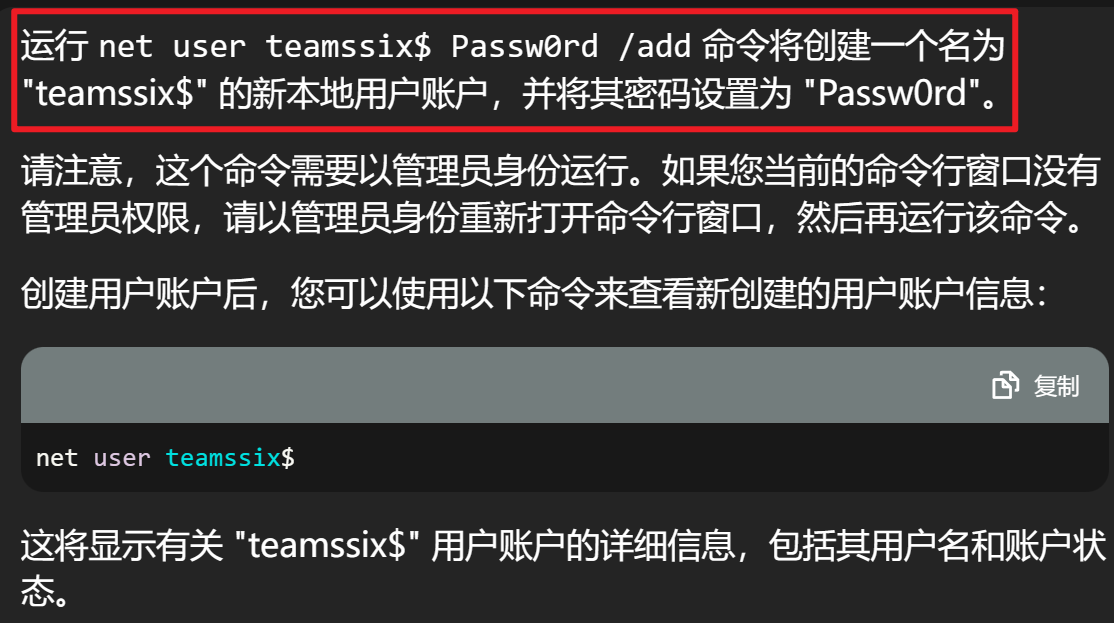 运行 net user teamssix$ Passw0rd /add 命令将创建一个名为
"teamssix$" 的新本地用户账户，并将其密码设置为 "Passw0rd"。
请注意，这个命令需要以管理员身份运行。如果您当前的命令行窗口没有
管理员权限，请以管理员身份重新打开命令行窗口，然后再运行该命令。
创建用户账户后，您可以使用以下命令来查看新创建的用户账户信息：
复制
net user teamssix$
这将显示有关 "teamssix$" 用户账户的详细信息，包括其用户名和账户状
态。